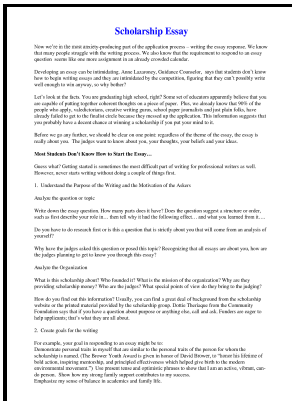 Scholarship Essay
Now we're in the most anxiety-producing part of the application process – writing the essay response. We know
that many people struggle with the writing process. We also know that the requirement to respond to an essay
question seems like one more assignment in an already crowded calendar.
Developing an essay can be intimidating. Anne Lazarony, Guidance Counselor, says that students don't know
how to begin writing essays and they are intimidated by the competition, figuring that they can't possibly write
well enough to win anyway, so why bother?
Let's look at the facts. You are graduating high school, right? Some set of educators apparently believe that you
are capable of putting together coherent thoughts on a piece of paper. Plus, we already know that 90% of the
people who apply, valedictorians, creative writing gurus, school paper journalists and just plain folks, have
already failed to get to the finalist circle because they messed up the application. This information suggests that
you probably have a decent chance of winning a scholarship if you put your mind to it.
Before we go any further, we should be clear on one point: regardless of the theme of the essay, the essay is
really about you. The judges want to know about you, your thoughts, your beliefs and your ideas.
Most Students Don't Know How to Start the Essay…
Guess what? Getting started is sometimes the most difficult part of writing for professional writers as well.
However, never starts writing without doing a couple of things first.
1. Understand the Purpose of the Writing and the Motivation of the Askers
Analyze the question or topic
Write down the essay question. How many parts does it have? Does the question suggest a structure or order,
such as first describe your role in… then tell why it had the following effect… and what you learned from it….
Do you have to do research first or is this a question that is strictly about you that will come from an analysis of
yourself?
Why have the judges asked this question or posed this topic? Recognizing that all essays are about you, how are
the judges planning to get to know you through this essay?
Analyze the Organization
What is this scholarship about? Who founded it? What is the mission of the organization? Why are they
providing scholarship money? Who are the judges? What special points of view do they bring to the judging?
How do you find out this information? Usually, you can find a great deal of background from the scholarship
website or the printed material provided by the scholarship group. Dottie Theriaque from the Community
Foundation says that if you have a question about purpose or anything else, call and ask. Funders are eager to
help applicants; that's what they are all about.
2. Create goals for the writing
For example, your goal in responding to an essay might be to:
Demonstrate personal traits in myself that are similar to the personal traits of the person for whom the
scholarship is named. (The Brower Youth Award is given in honor of David Brower, to "honor his lifetime of
bold action, inspiring mentorship, and principled effectiveness which helped give birth to the modern
environmental movement.") Use present tense and optimistic phrases to show that I am an active, vibrant, can-
do person. Show how my strong family support contributes to my success.
Emphasize my sense of balance in academics and family life.